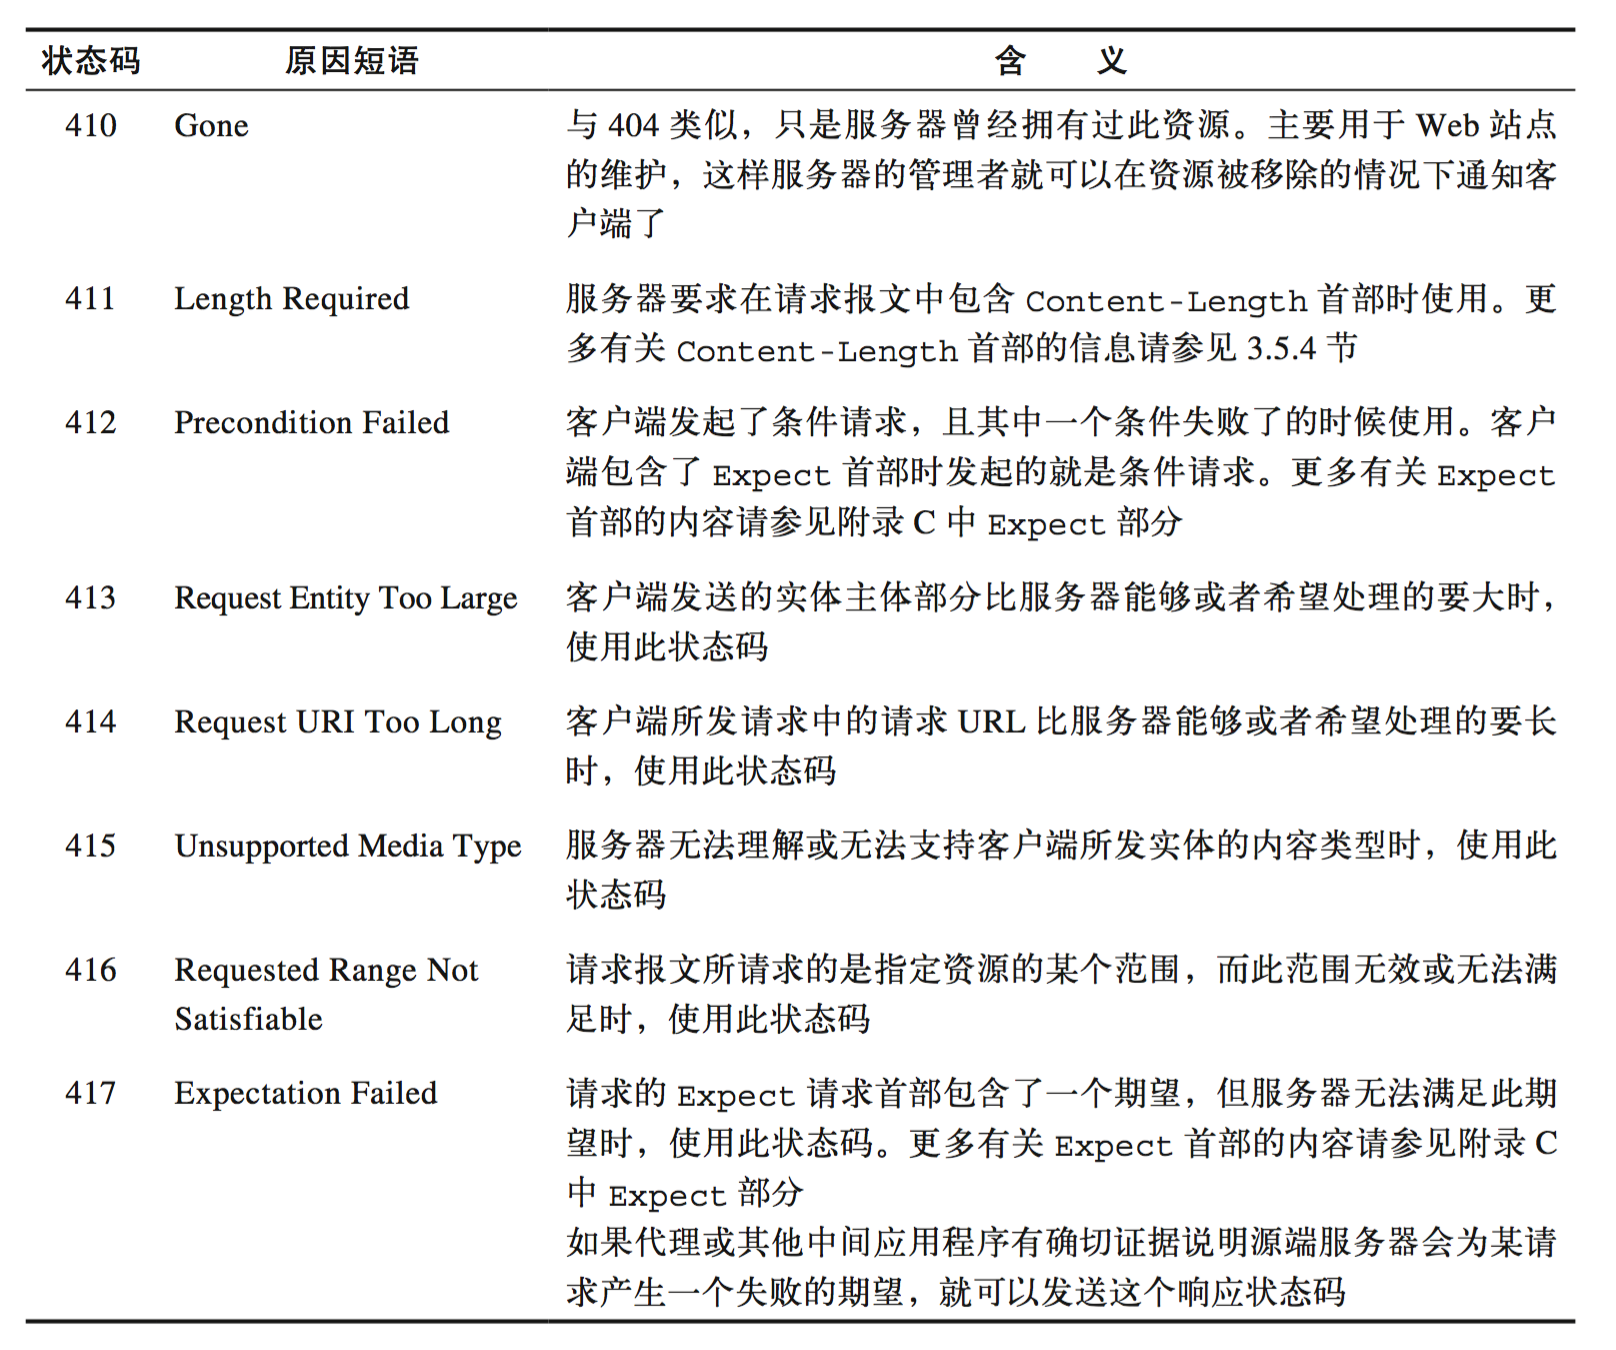 状态码 原因短语 含 义
410 Gone 与 404 类似，只是服务器曾经拥有过此资源。主要用于 Web 站点
的维护，这样服务器的管理者就可以在资源被移除的情况下通知客
户端了
411 Length Required 服务器要求在请求报文中包含 Content-Length 首部时使用。更
多有关 Content-Length 首部的信息请参见 3.5.4 节
412 Precondition Failed 客户端发起了条件请求，且其中一个条件失败了的时候使用。客户
端包含了 Expect 首部时发起的就是条件请求。更多有关 Expect
首部的内容请参见附录 C 中 Expect 部分
413 Request Entity Too Large 客户端发送的实体主体部分比服务器能够或者希望处理的要大时，
使用此状态码
414 Request URI Too Long 客户端所发请求中的请求 URL 比服务器能够或者希望处理的要长
时，使用此状态码
415 Unsupported Media Type 服务器无法理解或无法支持客户端所发实体的内容类型时，使用此
状态码
416 Requested Range Not 请求报文所请求的是指定资源的某个范围，而此范围无效或无法满
Satisfiable 足时，使用此状态码
417 Expectation Failed 请求的 Expect 请求首部包含了一个期望，但服务器无法满足此期
望时，使用此状态码。更多有关 Expect 首部的内容请参见附录 C
中 Expect 部分
如果代理或其他中间应用程序有确切证据说明源端服务器会为某请
求产生一个失败的期望，就可以发送这个响应状态码